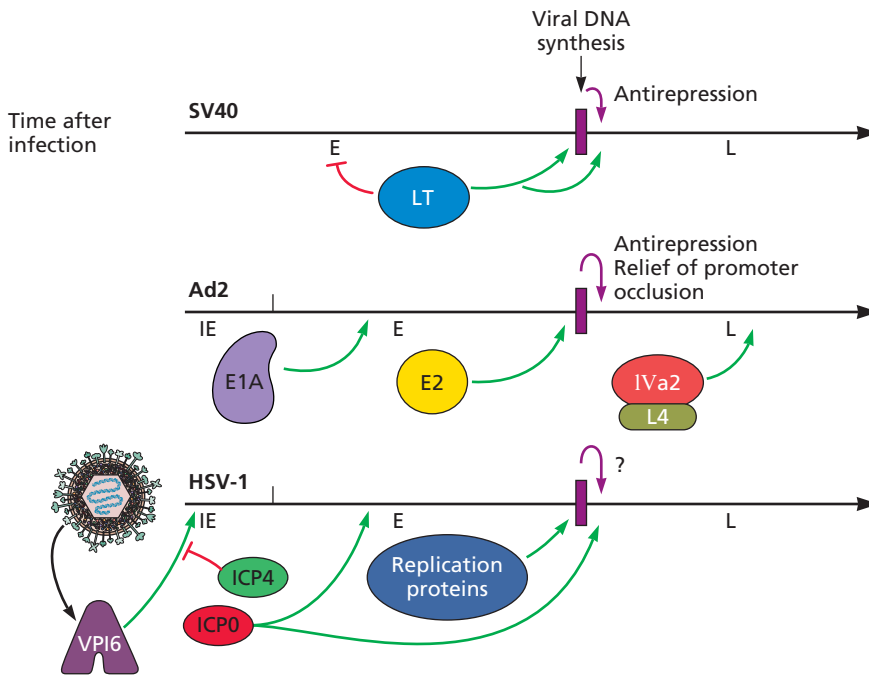 Viral DNA
synthesis
Time after
infection
SV40
Antirepression
E
L
LT
Antirepression
Relief of promoter
occlusion
Ad2
IE
E
L
E1A
E2
IVa2
L4
?
HSV-1
IE
E
L
ICP4
Replication
proteins
ICP0
VPI6